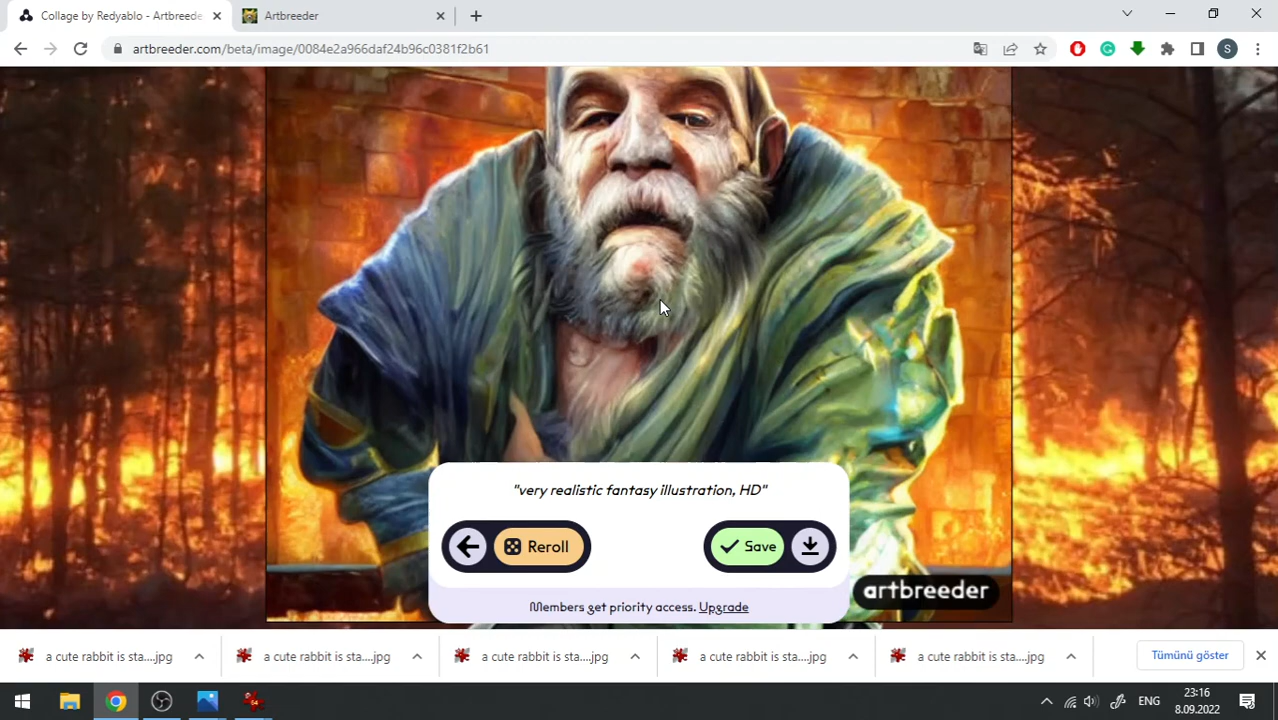 Collage by Redyablo - Artbreede
Artbreeder
artbreeder.com/beta/image/0084e2a966daf24b96c0381f2b61
S
"very realistic fantasy illustration, HD"
Reroll
Save
Members get priority access. Upgrade
artbreeder
a cute rabbit is sta....jpg
a cute rabbit is sta....jpg
a cute rabbit is sta....jpg
a cute rabbit is sta....jpg
a cute rabbit is sta....jpg
Tümünü göster
64
ENG
23:16
8.09.2022